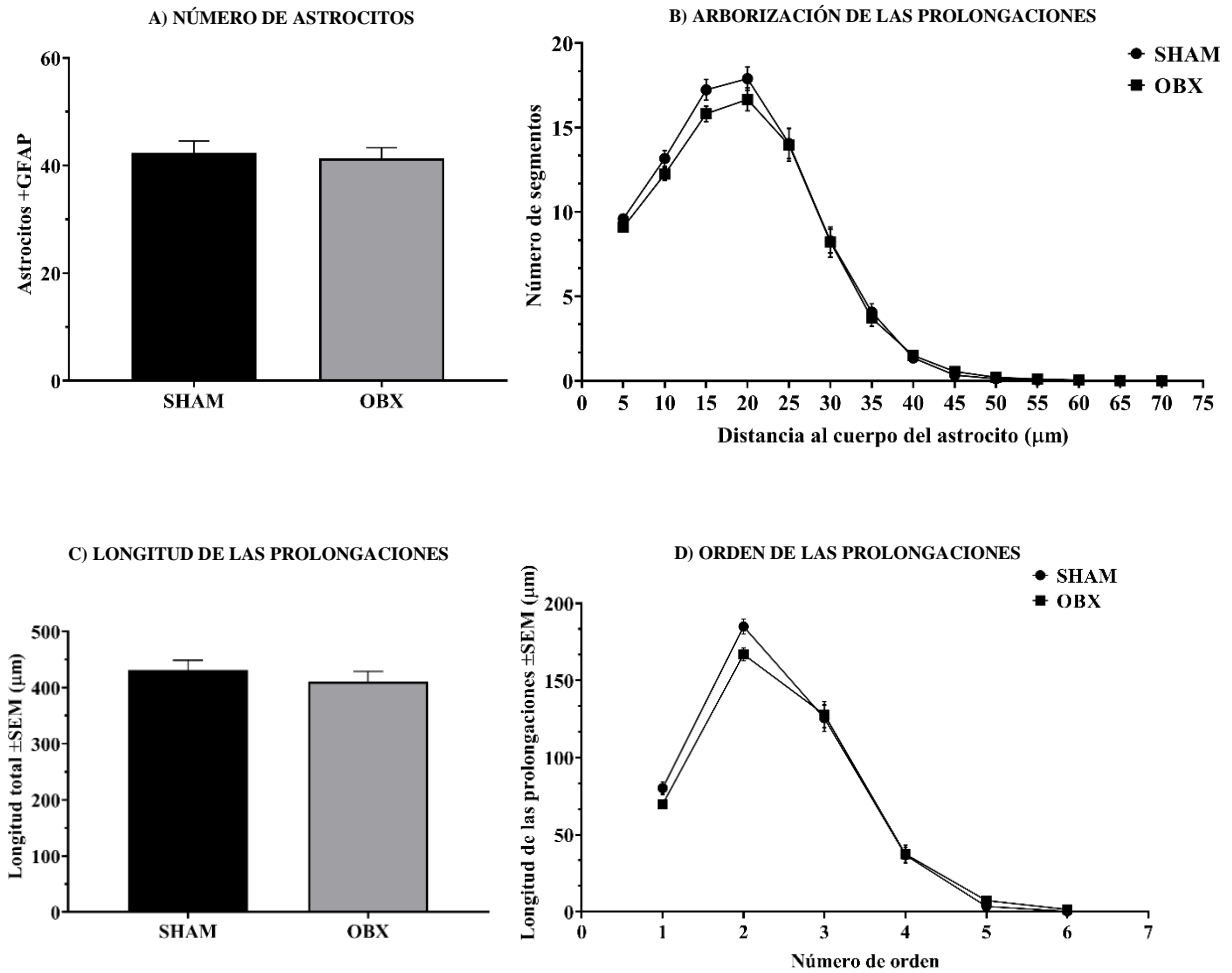 A) NÚMERO DE ASTROCITOS
60
40
20
0
Astrocitos +GFAP
SHAM
OBX
B) ARBORIZACIÓN DE LAS PROLONGACIONES
SHAM
OBX
20
15
10
5
0
Número de segmentos
0 5 10 15 20 25 30 35 40 45 50 55 60 65 70 75
Distancia al cuerpo del astrocito (μm)
C) LONGITUD DE LAS PROLONGACIONES
500
400
300
200
100
0
Longitud total ±SEM (μm)
SHAM
OBX
D) ORDEN DE LAS PROLONGACIONES
SHAM
OBX
200
150
100
50
0
Longitud de las prolongaciones ±SEM (μm)
0 1 2 3 4 5 6 7
Número de orden